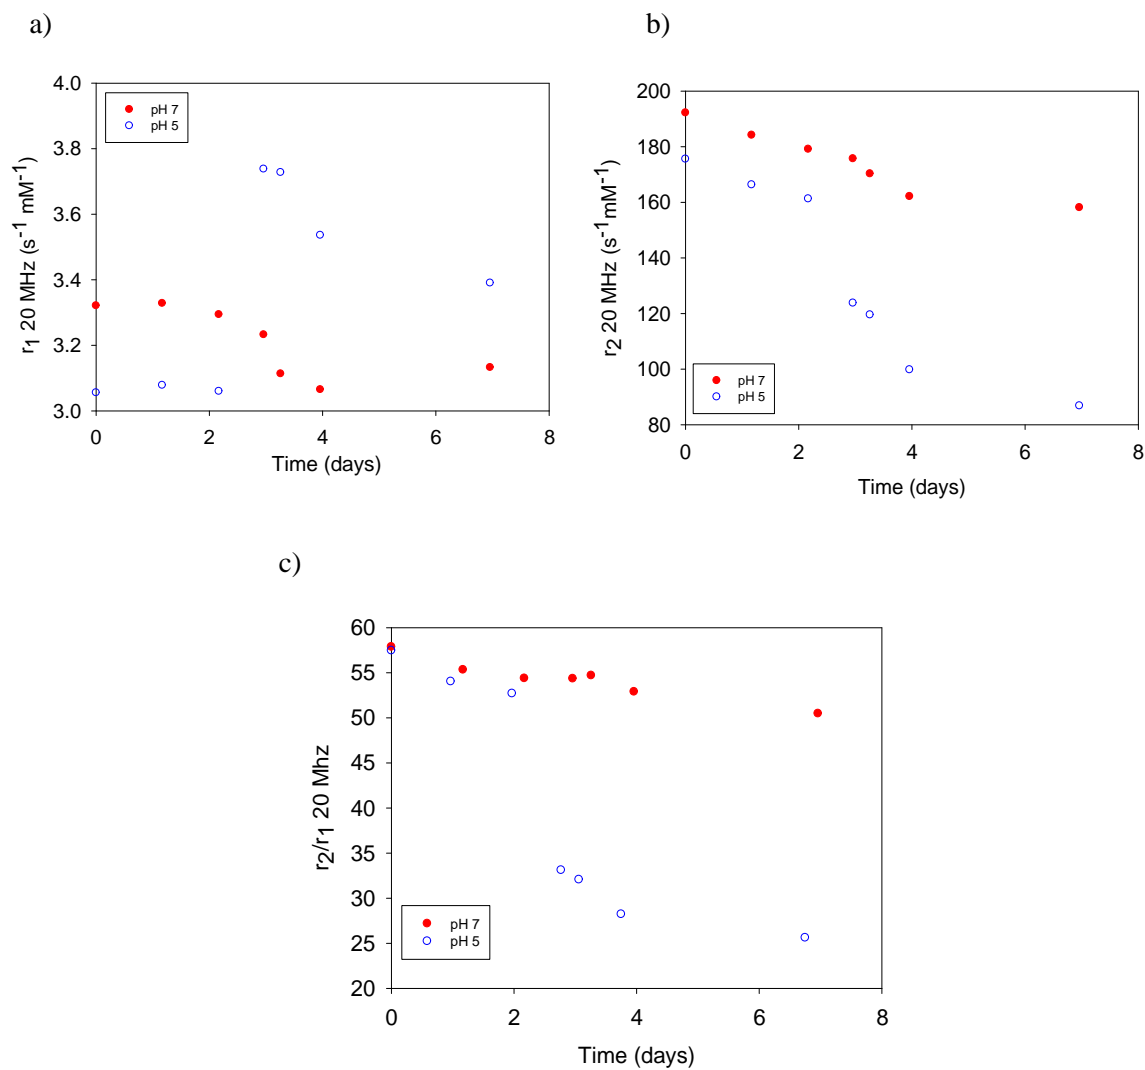 a)
4.0
3.8
3.6
3.4
3.2
3.0
r1 20 MHz (s-1 mM-1)
pH 7
pH 5
0 2 4 6 8
Time (days)
b)
200
180
160
140
120
100
80
r2 20 MHz (s-1mM-1)
pH 7
pH 5
0 2 4 6 8
Time (days)
c)
60
55
50
45
40
35
30
25
20
r2/r1 20 Mhz
pH 7
pH 5
0 2 4 6 8
Time (days)